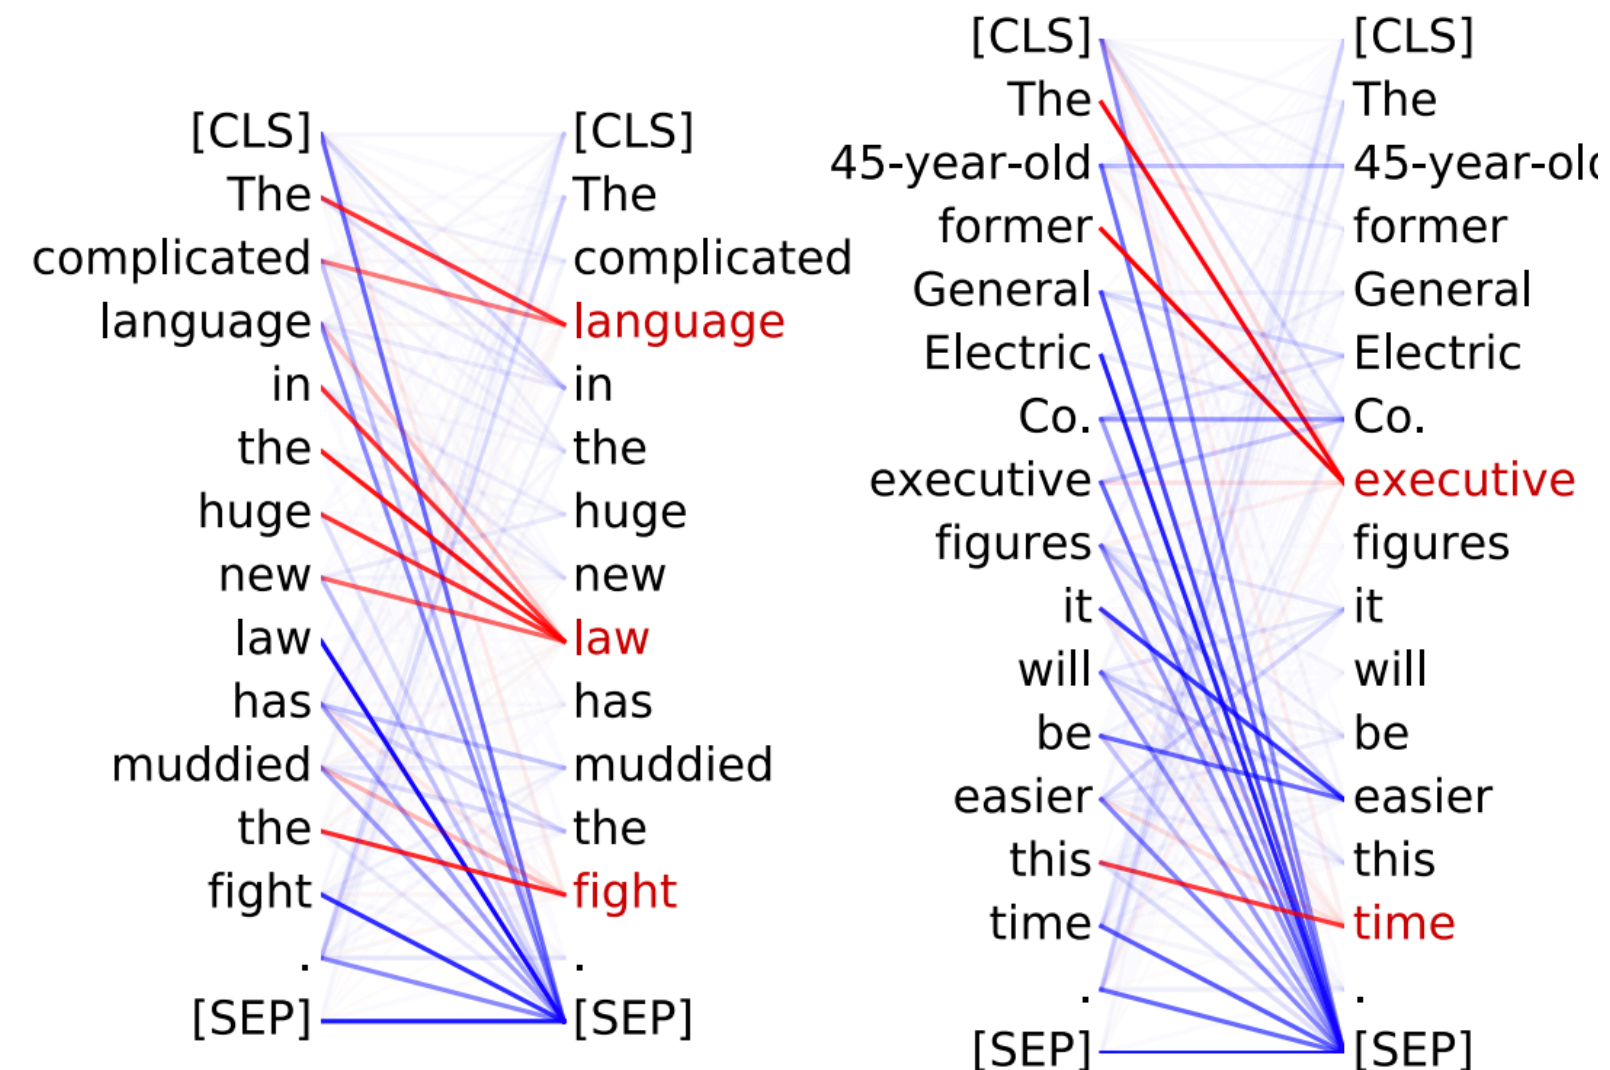 [CLS] [CLS]
The The
complicated complicated
language language
in in
the the
huge huge
new new
law law
has has
muddied muddied
the the
fight fight
. .
[SEP] [SEP]
[CLS] [CLS]
The The
45-year-old 45-year-old
former former
General General
Electric Electric
Co. Co.
executive executive
figures figures
it it
will will
be be
easier easier
this this
time time
. .
[SEP] [SEP]